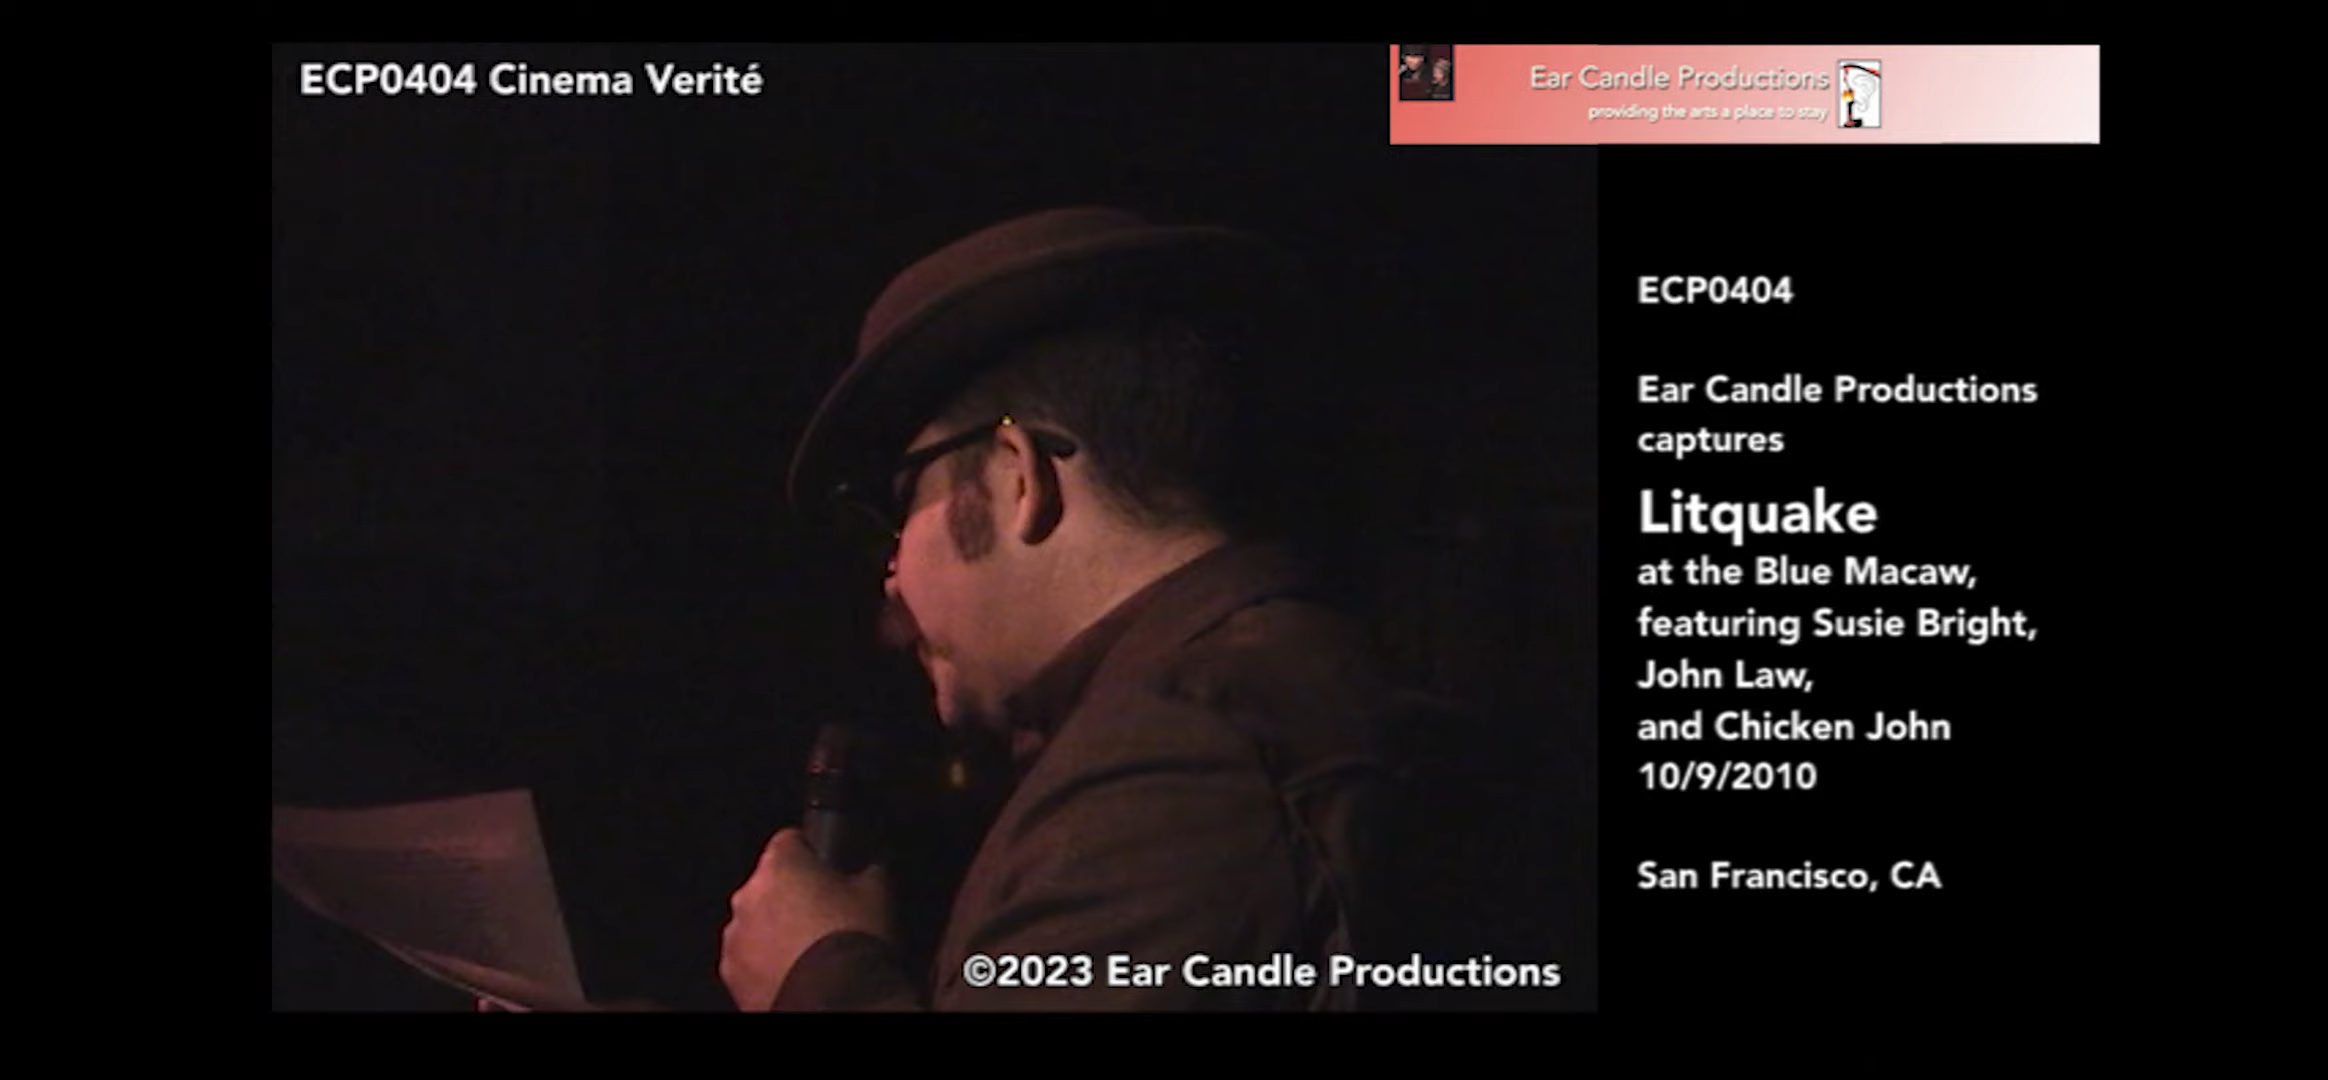 ECP0404 Cinema Verité
Ear Candle Productions
providing the arts a place to stay
ECP0404
Ear Candle Productions
captures
Litquake
at the Blue Macaw,
featuring Susie Bright,
John Law,
and Chicken John
10/9/2010
San Francisco, CA
©2023 Ear Candle Productions